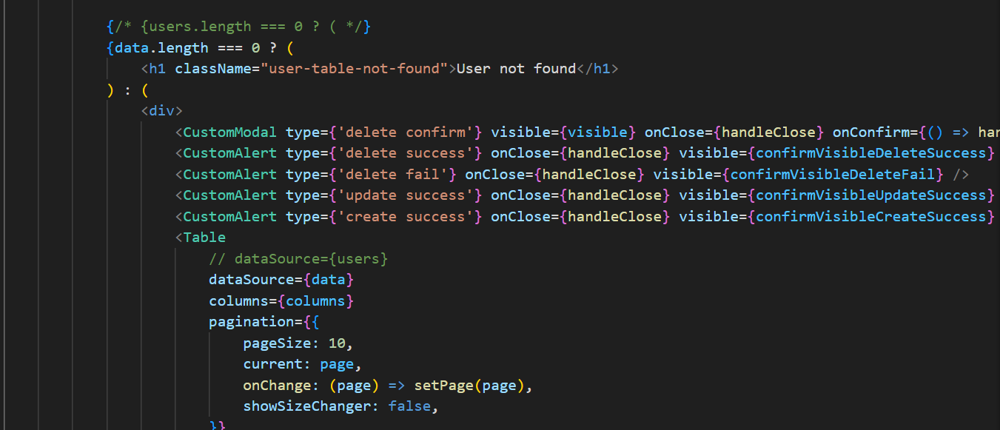 {/* {users.length === 0 ? ( */}
{data.length === 0 ? (
<h1 className="user-table-not-found">User not found</h1>
) : (
<div>
<CustomModal type={'delete confirm'} visible={visible} onClose={handleClose} onConfirm={() => han
<CustomAlert type={'delete success'} onClose={handleClose} visible={confirmVisibleDeleteSuccess}
<CustomAlert type={'delete fail'} onClose={handleClose} visible={confirmVisibleDeleteFail} />
<CustomAlert type={'update success'} onClose={handleClose} visible={confirmVisibleUpdateSuccess}
<CustomAlert type={'create success'} onClose={handleClose} visible={confirmVisibleCreateSuccess}
<Table
// dataSource={users}
dataSource={data}
columns={columns}
pagination={{
pageSize: 10,
current: page,
onChange: (page) => setPage(page),
showSizeChanger: false,
}}